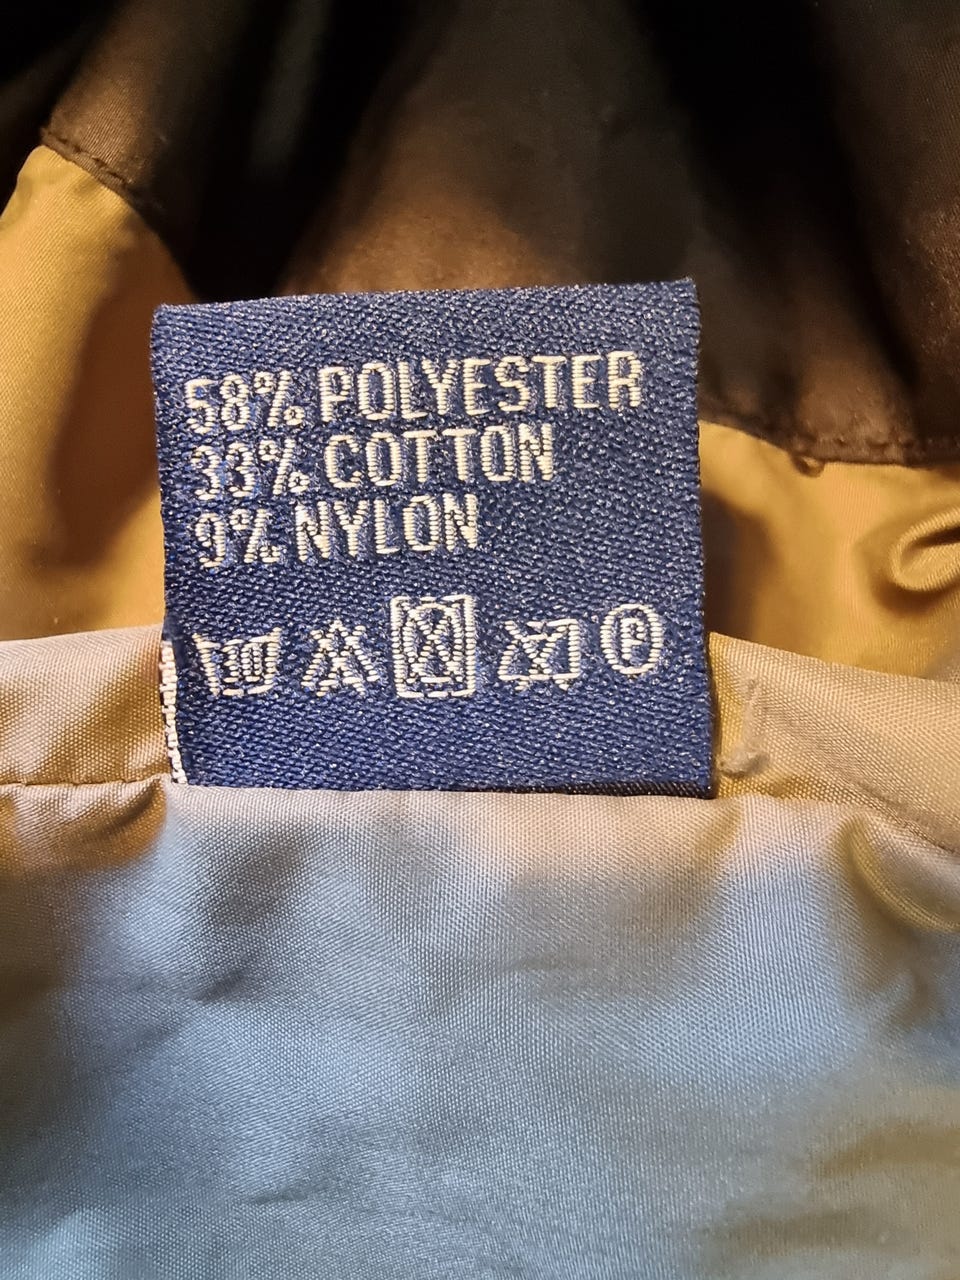 58% POLYESTER
33% COTTON
9% NYLON
P